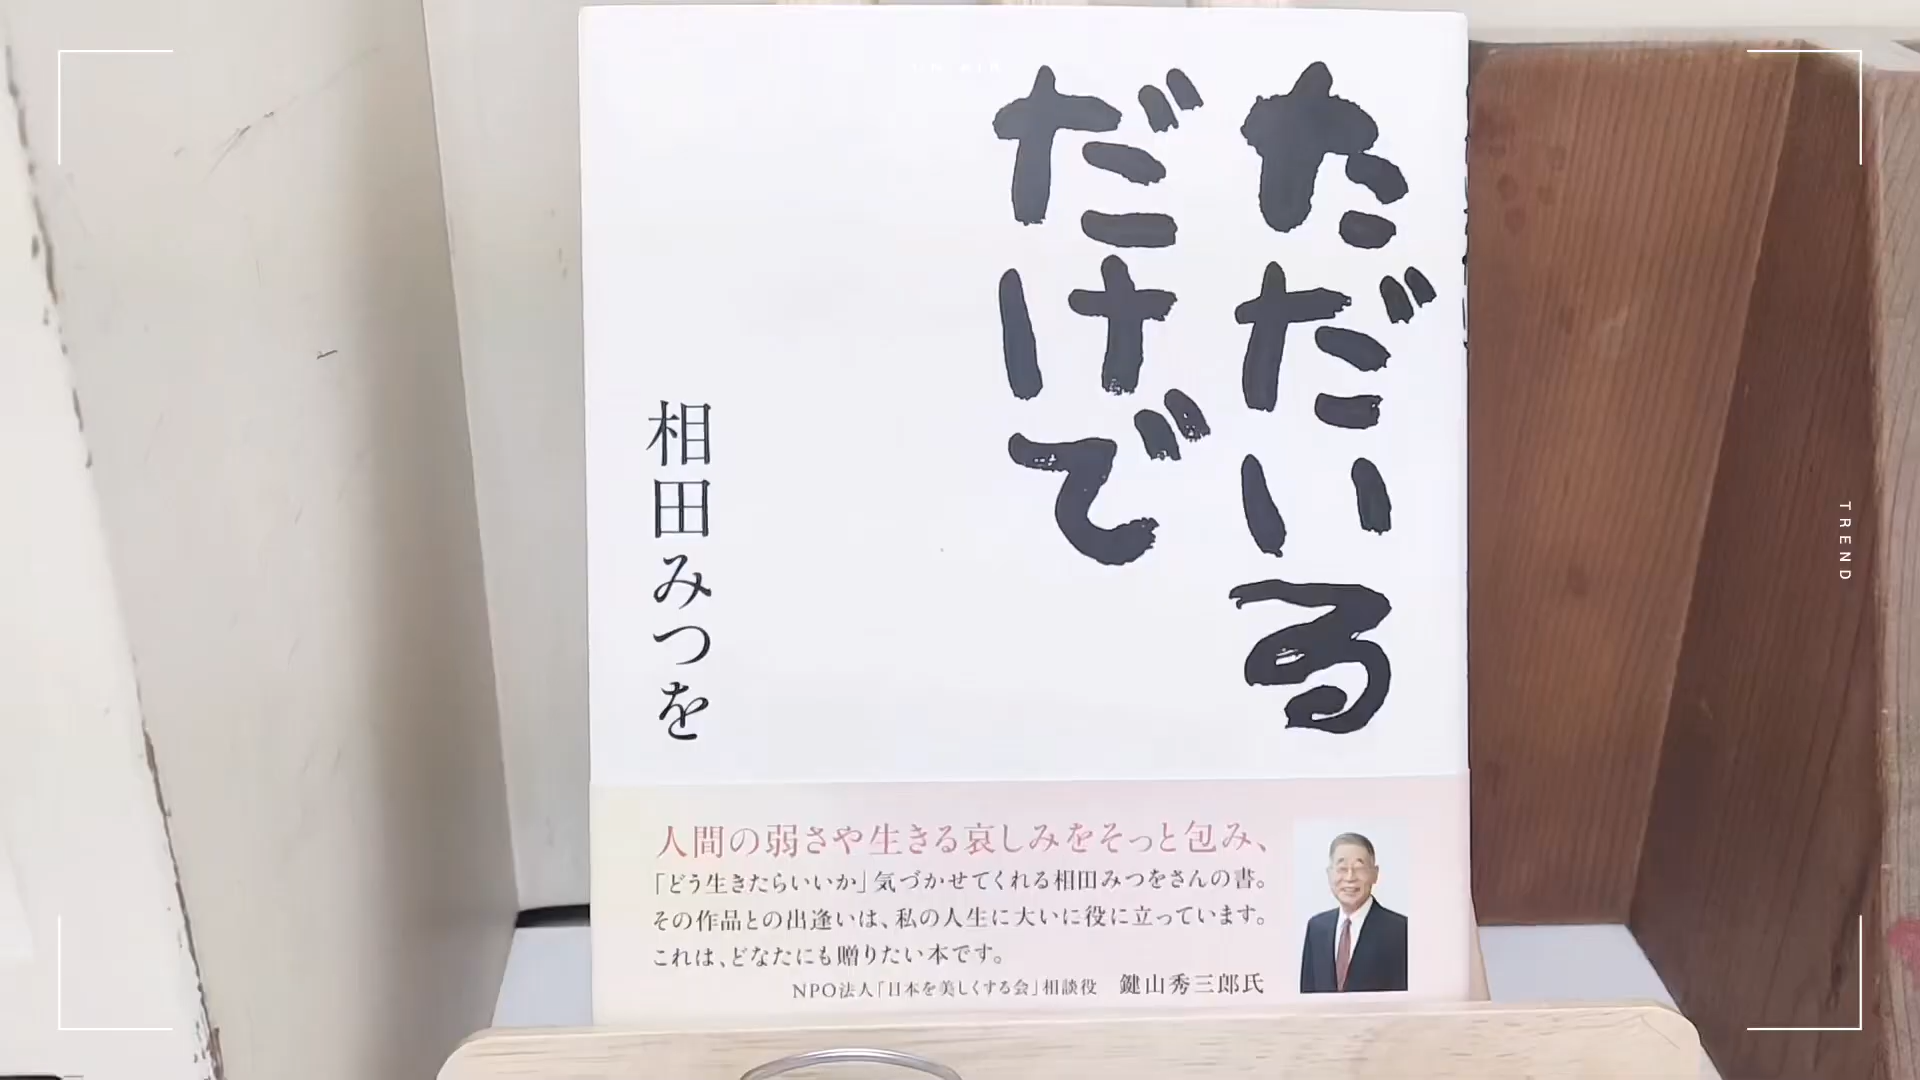 ただいる
だけで
相田みつを
人間の弱さや生きる哀しみをそっと包み、
「どう生きたらいいか」気づかせてくれる相田みつをさんの書。
その作品との出逢いは、私の人生に大いに役に立っています。
これは、どなたにも贈りたい本です。
NPO法人「日本を美しくする会」相談役 鍵山秀三郎氏
TREND